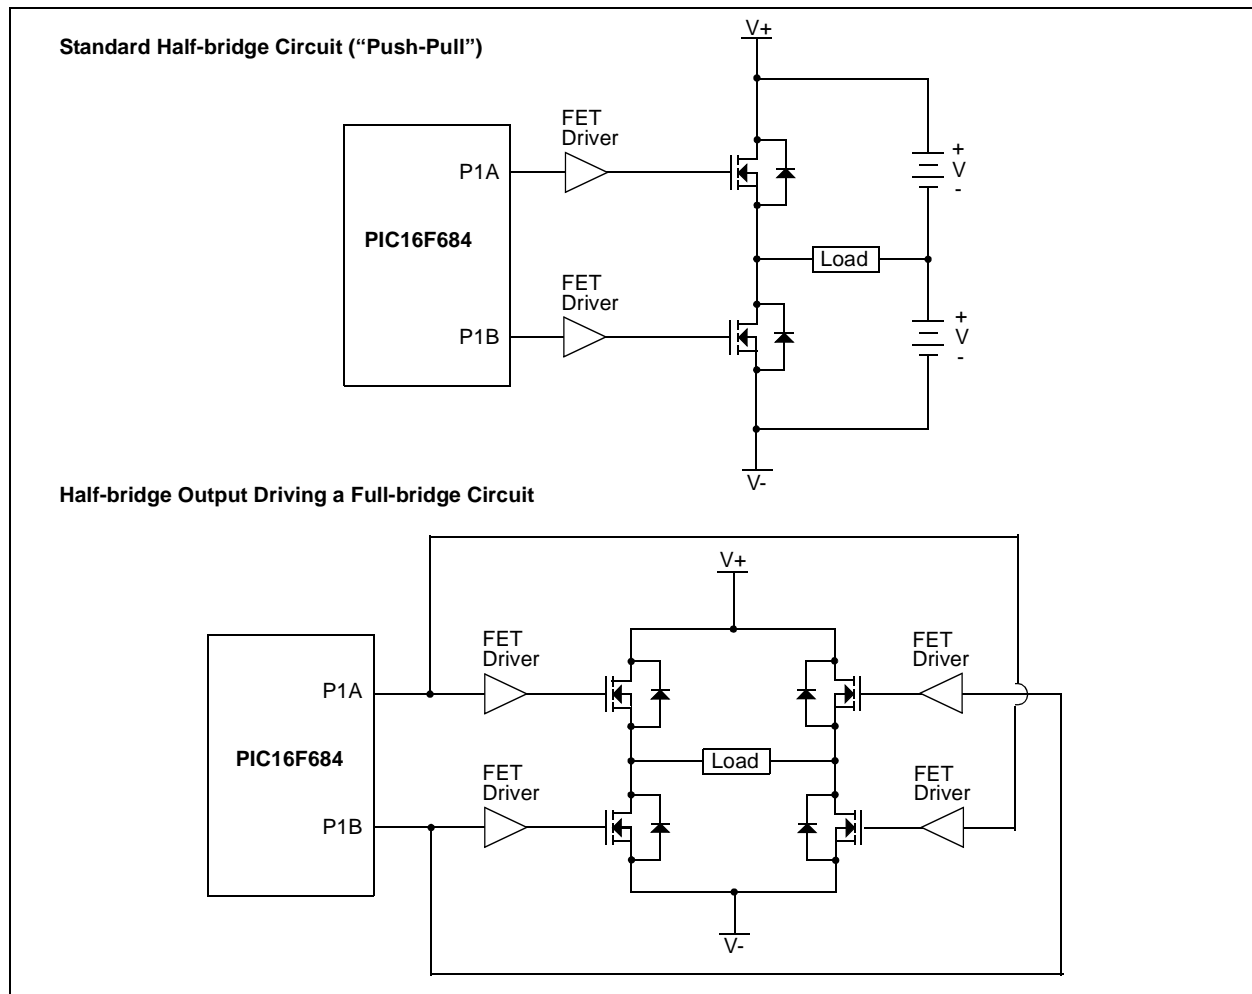 Standard Half-bridge Circuit (“Push-Pull”)
V+
FET
Driver
P1A
+
V
-
PIC16F684
Load
FET
Driver
P1B
+
V
-
V-
Half-bridge Output Driving a Full-bridge Circuit
V+
FET
Driver
FET
Driver
P1A
PIC16F684
Load
FET
Driver
FET
Driver
P1B
V-